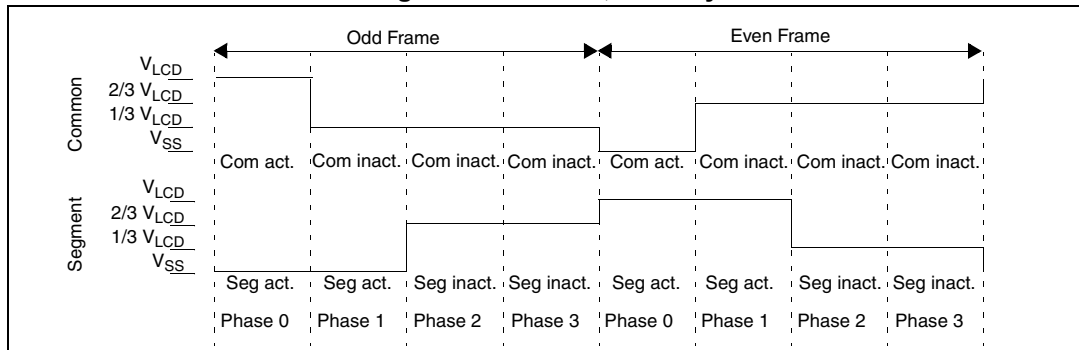 Odd Frame Even Frame
Common
V_LCD
2/3 V_LCD
1/3 V_LCD
V_SS
Com act. Com inact. Com inact. Com inact. Com act. Com inact. Com inact. Com inact.
Segment
V_LCD
2/3 V_LCD
1/3 V_LCD
V_SS
Seg act. Seg act. Seg inact. Seg inact. Seg act. Seg act. Seg inact. Seg inact.
Phase 0 Phase 1 Phase 2 Phase 3 Phase 0 Phase 1 Phase 2 Phase 3